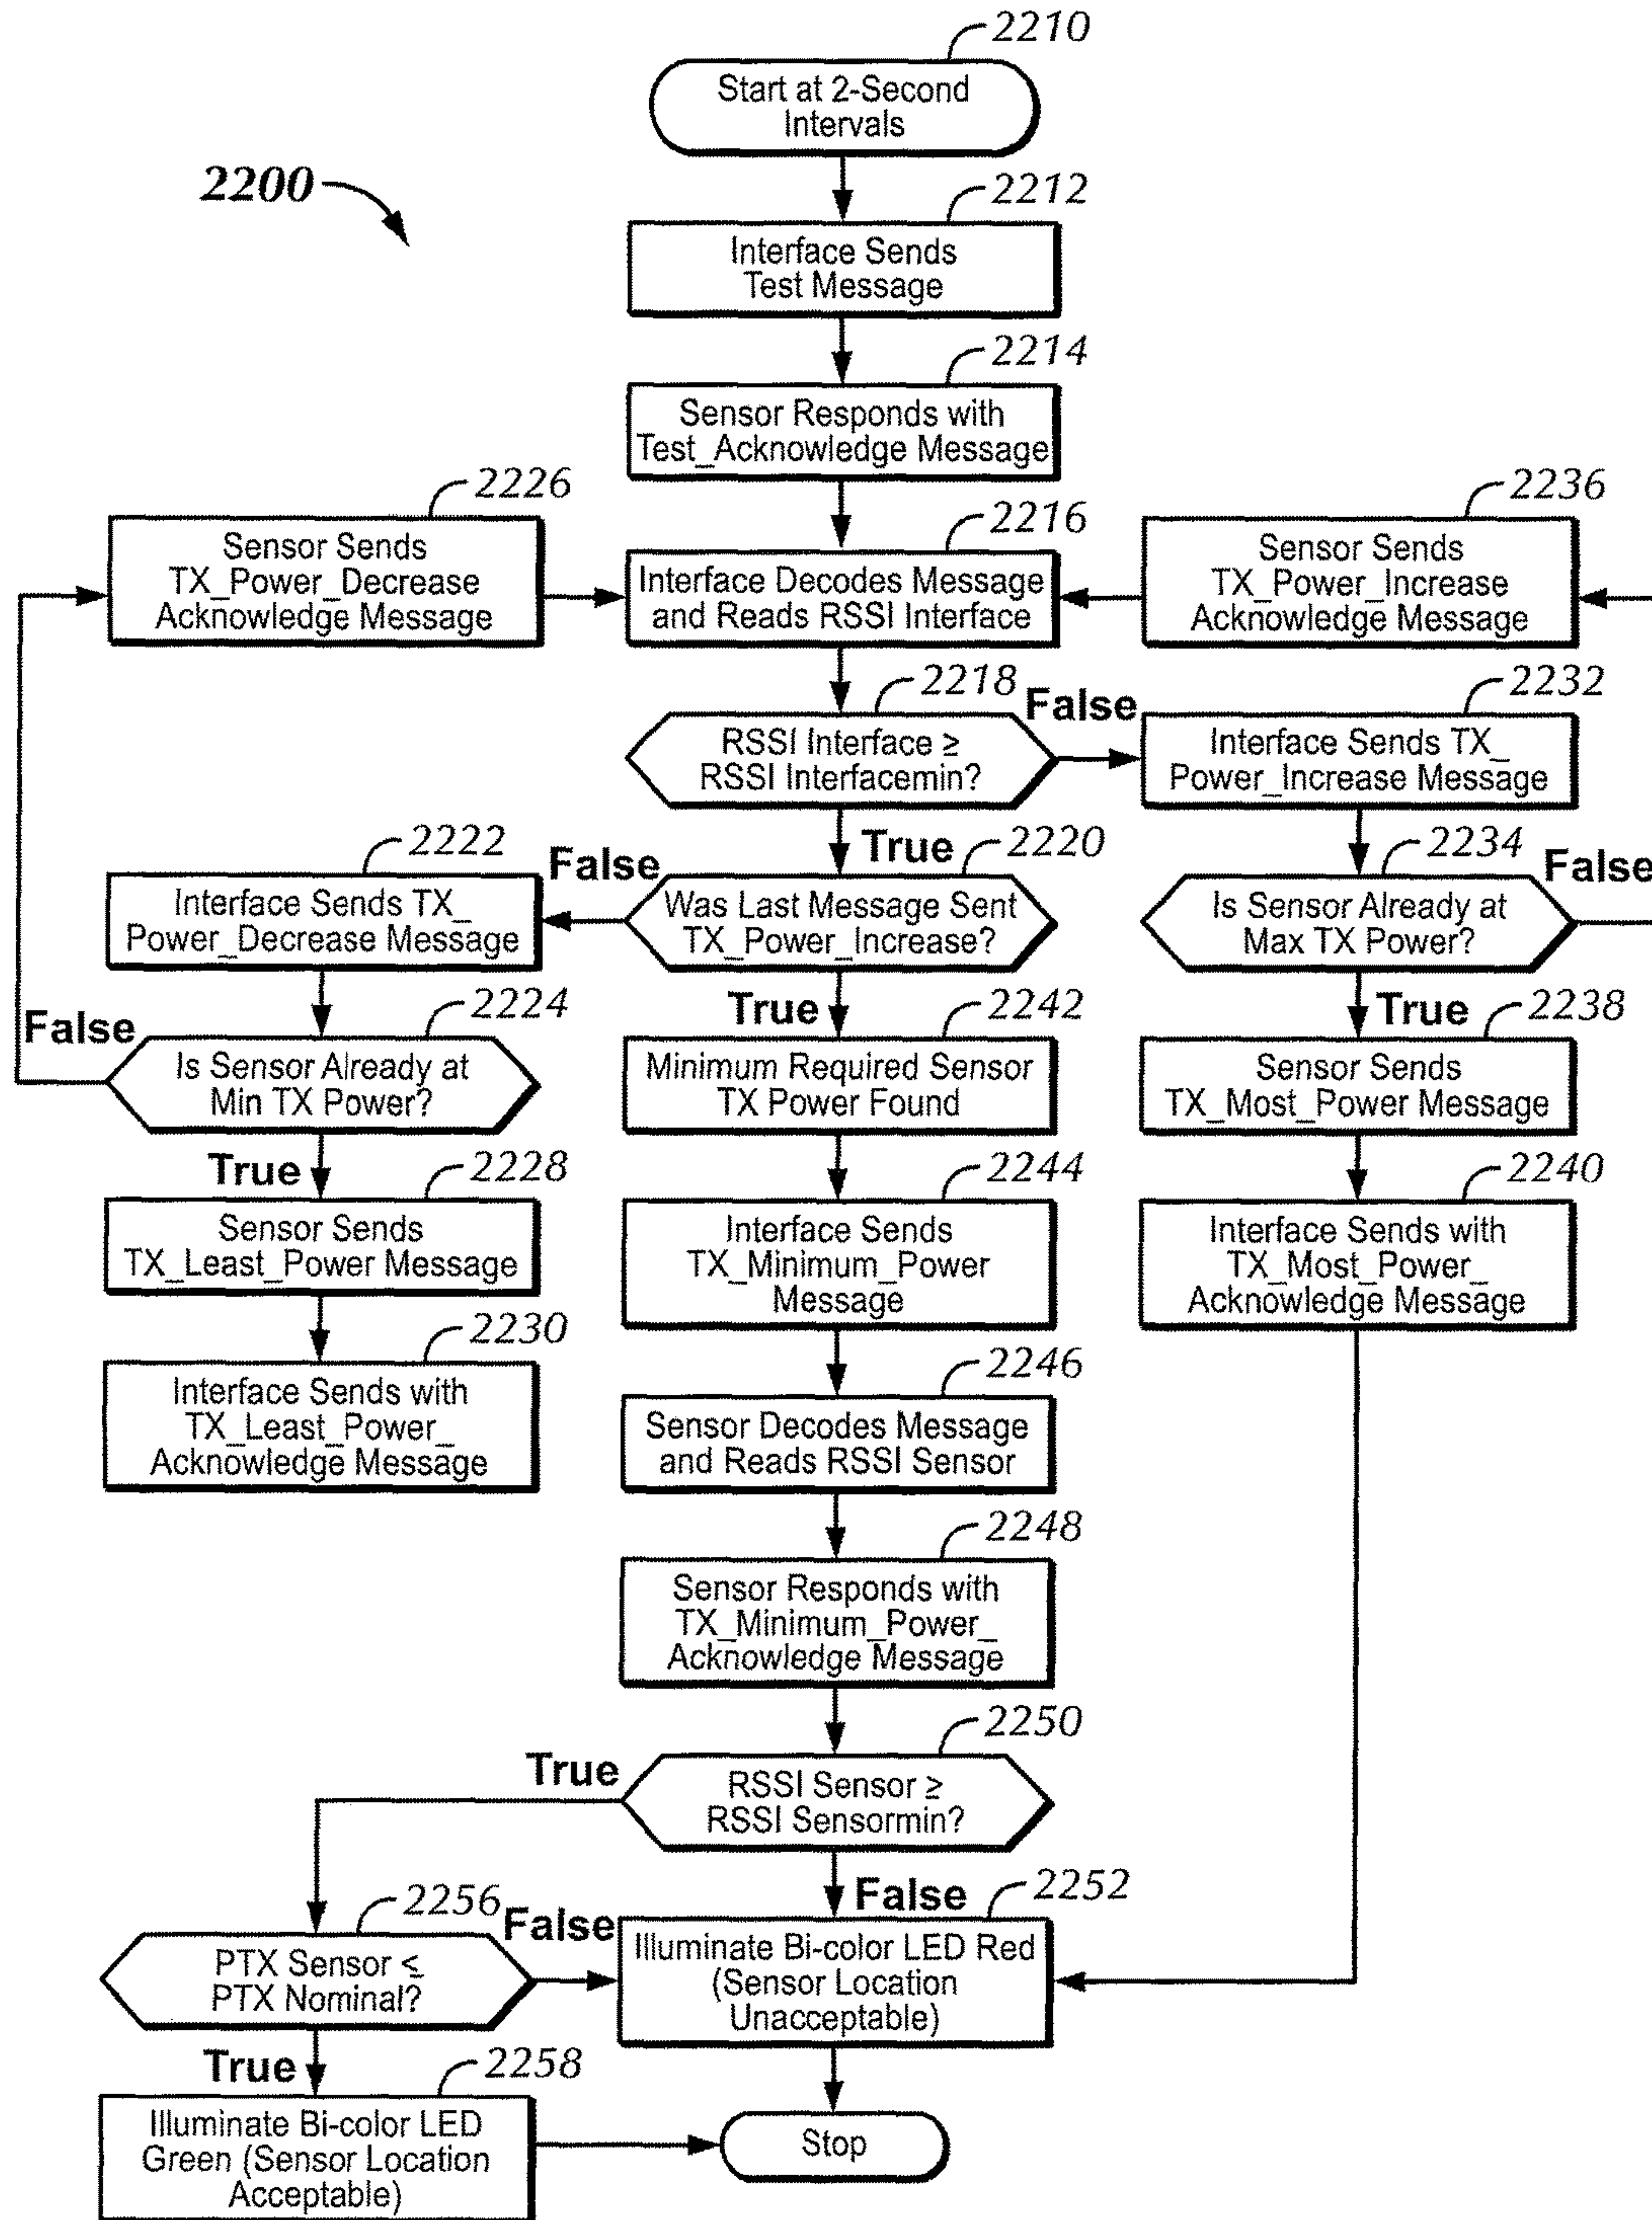 2210
Start at 2-Second
Intervals
2200
2212
Interface Sends
Test Message
2214
Sensor Responds with
Test_Acknowledge Message
2226
Sensor Sends
TX_Power_Decrease
Acknowledge Message
2216
Interface Decodes Message
and Reads RSSI Interface
2236
Sensor Sends
TX_Power_Increase
Acknowledge Message
2218
RSSI Interface ≥
RSSI Interfacemin?
False
2232
Interface Sends TX_
Power_Increase Message
True
2222
Interface Sends TX_
Power_Decrease Message
False
2220
Was Last Message Sent
TX_Power_Increase?
2234
Is Sensor Already at
Max TX Power?
False
2224
False
Is Sensor Already at
Min TX Power?
True
2242
Minimum Required Sensor
TX Power Found
True
2238
Sensor Sends
TX_Most_Power Message
True
2228
Sensor Sends
TX_Least_Power Message
2244
Interface Sends
TX_Minimum_Power
Message
2240
Interface Sends with
TX_Most_Power_
Acknowledge Message
2230
Interface Sends with
TX_Least_Power_
Acknowledge Message
2246
Sensor Decodes Message
and Reads RSSI Sensor
2248
Sensor Responds with
TX_Minimum_Power_
Acknowledge Message
2250
True
RSSI Sensor ≥
RSSI Sensormin?
2256
PTX Sensor ≤
PTX Nominal?
False
False
2252
Illuminate Bi-color LED Red
(Sensor Location
Unacceptable)
True
2258
Illuminate Bi-color LED
Green (Sensor Location
Acceptable)
Stop